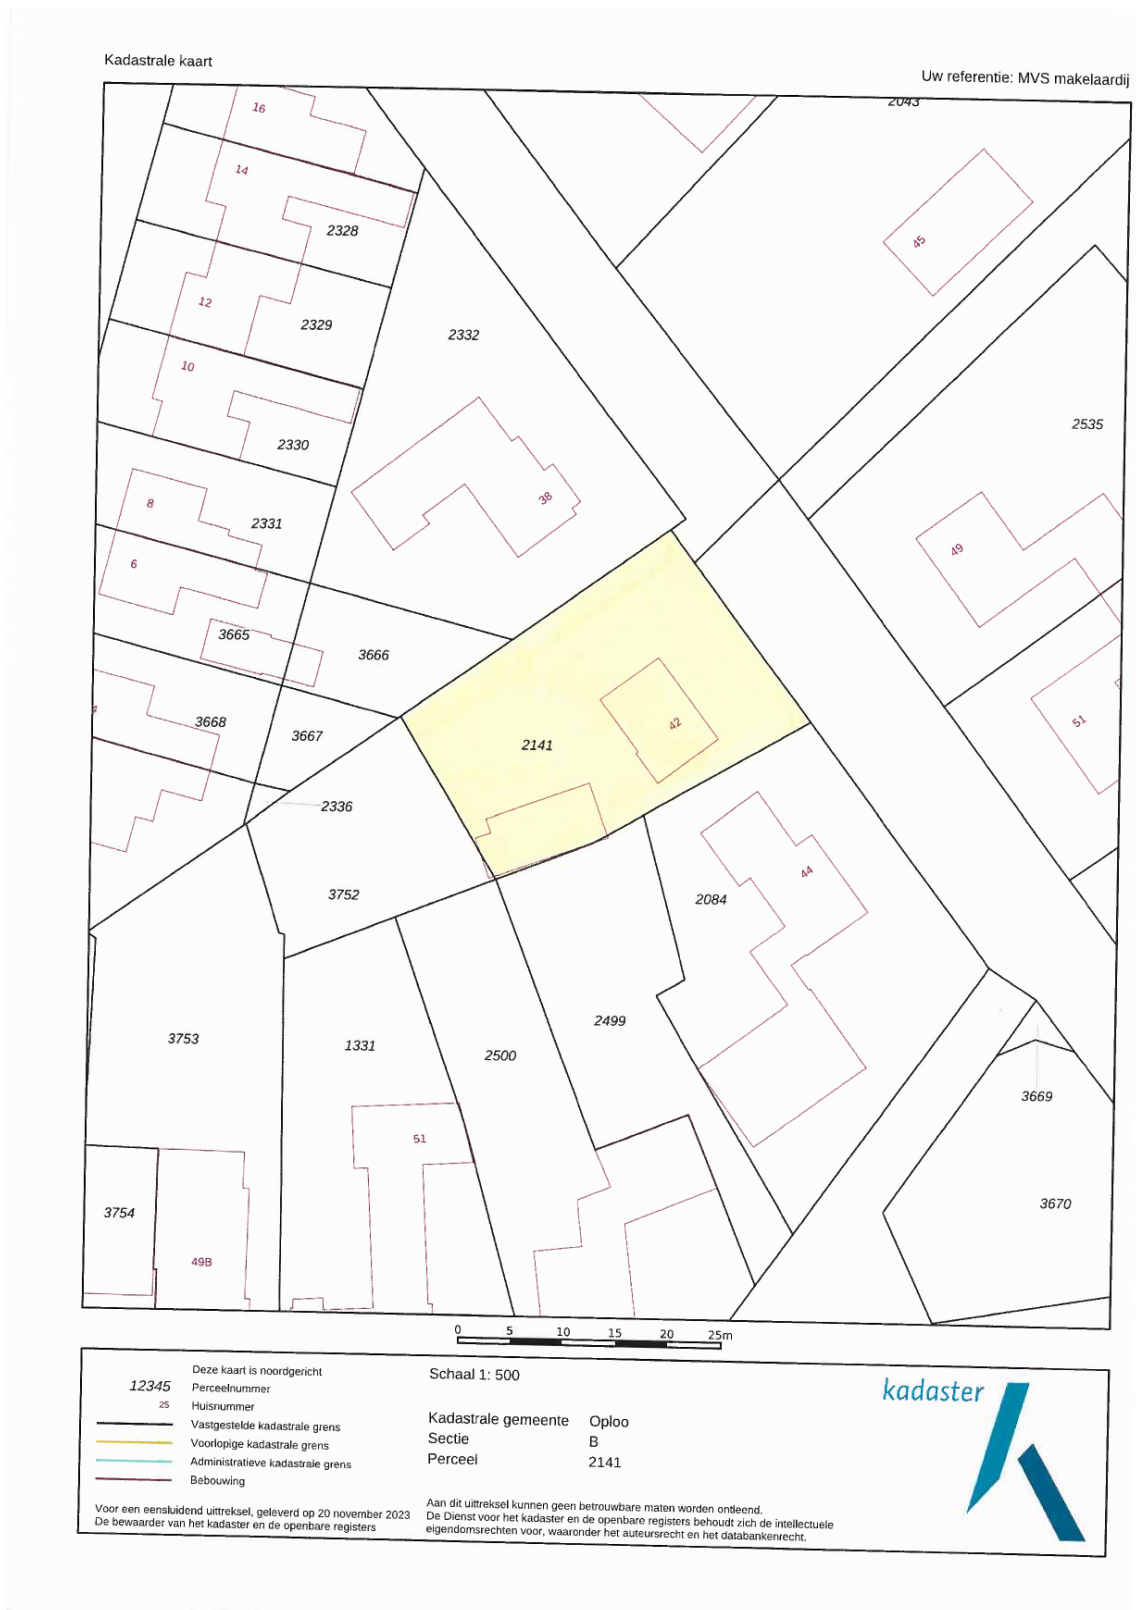 Kadastrale kaart
Uw referentie: MVS makelaardij
2043
16
14
2328
45
12
2329
2332
10
2330
2535
38
8
2331
49
6
3665
3666
3668
3667
42
2141
51
2336
3752
44
2084
2499
3753
1331
2500
3669
51
3670
3754
49B
0 5 10 15 20 25m
Deze kaart is noordgericht
12345 Perceelnummer
25 Huisnummer
Vastgestelde kadastrale grens
Voorlopige kadastrale grens
Administratieve kadastrale grens
Bebouwing
Voor een eensluidend uittreksel, geleverd op 20 november 2023
De bewaarder van het kadaster en de openbare registers
Schaal 1: 500
Kadastrale gemeente Oploo
Sectie B
Perceel 2141
Aan dit uittreksel kunnen geen betrouwbare maten worden ontleend.
De Dienst voor het kadaster en de openbare registers behoudt zich de intellectuele
eigendomsrechten voor, waaronder het auteursrecht en het databankenrecht.
kadaster